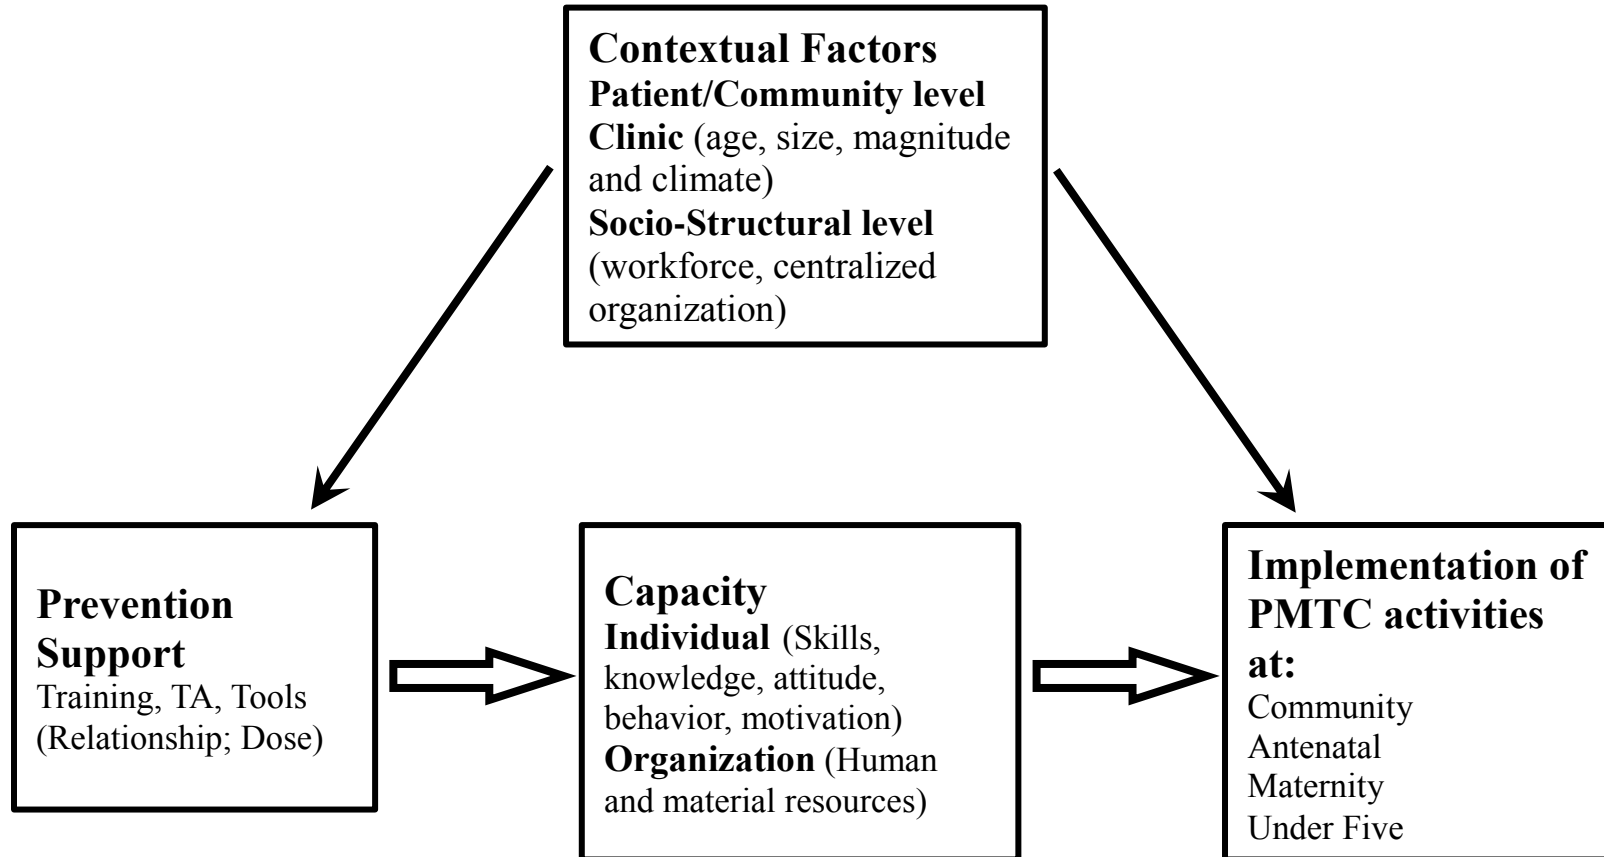 Contextual Factors
Patient/Community level
Clinic (age, size, magnitude
and climate)
Socio-Structural level
(workforce, centralized
organization)
Prevention
Support
Training, TA, Tools
(Relationship; Dose)
Capacity
Individual (Skills,
knowledge, attitude,
behavior, motivation)
Organization (Human
and material resources)
Implementation of
PMTC activities
at:
Community
Antenatal
Maternity
Under Five